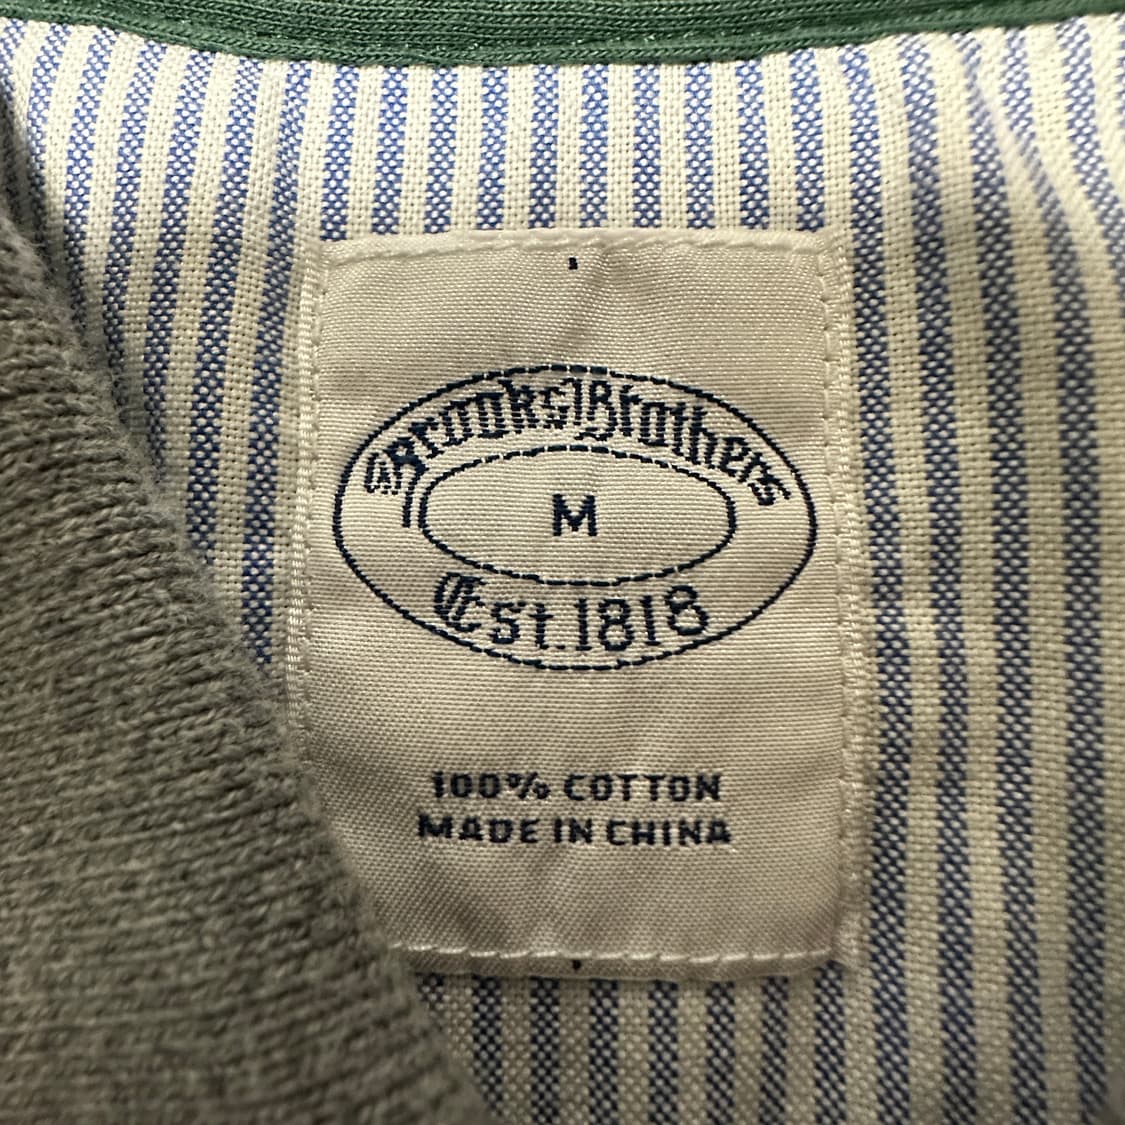 Brooks Brothers
M
Est. 1818
100% COTTON
MADE IN CHINA